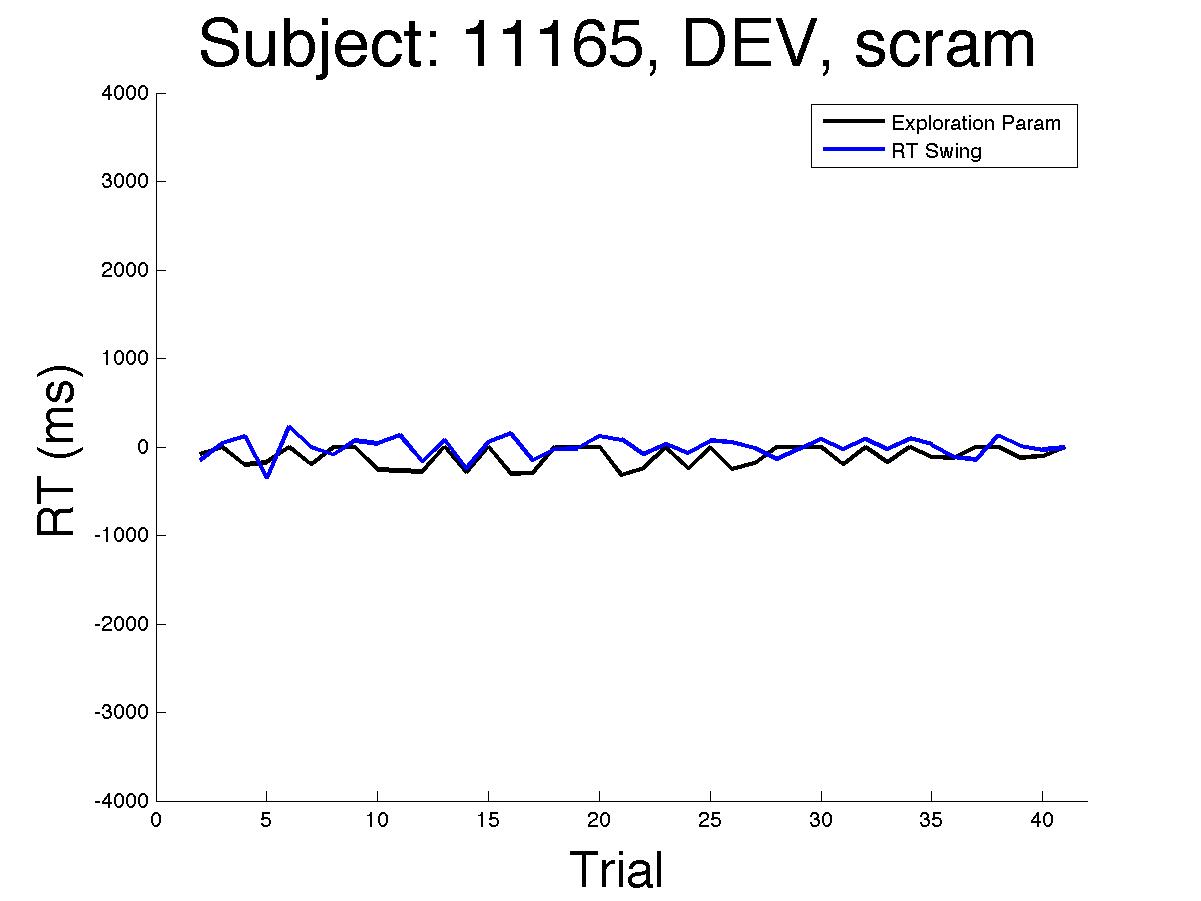 Subject: 11165, DEV, scram
4000
3000
2000
1000
0
-1000
-2000
-3000
-4000
RT (ms)
Exploration Param
RT Swing
0 5 10 15 20 25 30 35 40
Trial